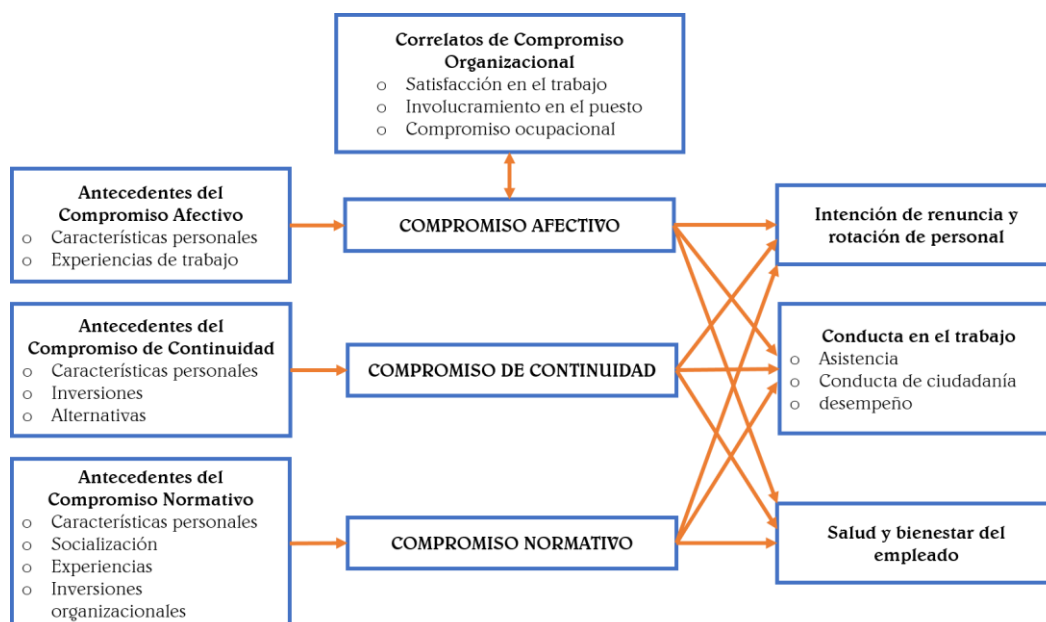 Correlatos de Compromiso
Organizacional
o Satisfacción en el trabajo
o Involucramiento en el puesto
o Compromiso ocupacional
Antecedentes del
Compromiso Afectivo
o Características personales
o Experiencias de trabajo
COMPROMISO AFECTIVO
Intención de renuncia y
rotación de personal
Antecedentes del
Compromiso de Continuidad
o Características personales
o Inversiones
o Alternativas
COMPROMISO DE CONTINUIDAD
Conducta en el trabajo
o Asistencia
o Conducta de ciudadanía
o desempeño
Antecedentes del
Compromiso Normativo
o Características personales
o Socialización
o Experiencias
o Inversiones
organizacionales
COMPROMISO NORMATIVO
Salud y bienestar del
empleado